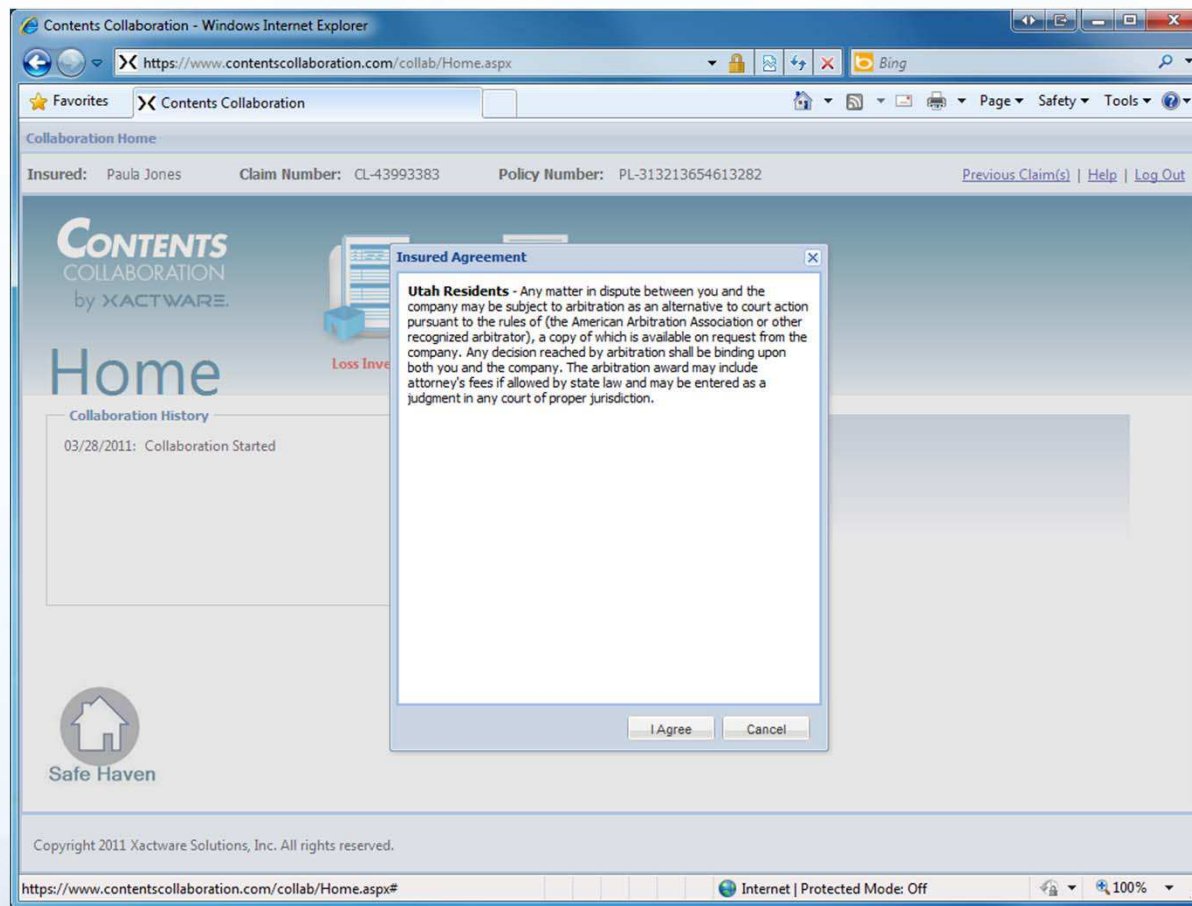 Contents Collaboration - Windows Internet Explorer
https://www.contentscollaboration.com/collab/Home.aspx
Bing
Favorites
Contents Collaboration
Page
Safety
Tools
Collaboration Home
Insured: Paula Jones Claim Number: CL-43993383 Policy Number: PL-313213654613282 Previous Claim(s) | Help | Log Out
CONTENTS
COLLABORATION
by XACTWARE.
Home
Loss Inve
Collaboration History
03/28/2011: Collaboration Started
Insured Agreement
Utah Residents - Any matter in dispute between you and the
company may be subject to arbitration as an alternative to court action
pursuant to the rules of (the American Arbitration Association or other
recognized arbitrator), a copy of which is available on request from the
company. Any decision reached by arbitration shall be binding upon
both you and the company. The arbitration award may include
attorney's fees if allowed by state law and may be entered as a
judgment in any court of proper jurisdiction.
I Agree
Cancel
Safe Haven
Copyright 2011 Xactware Solutions, Inc. All rights reserved.
https://www.contentscollaboration.com/collab/Home.aspx#
Internet | Protected Mode: Off
100%